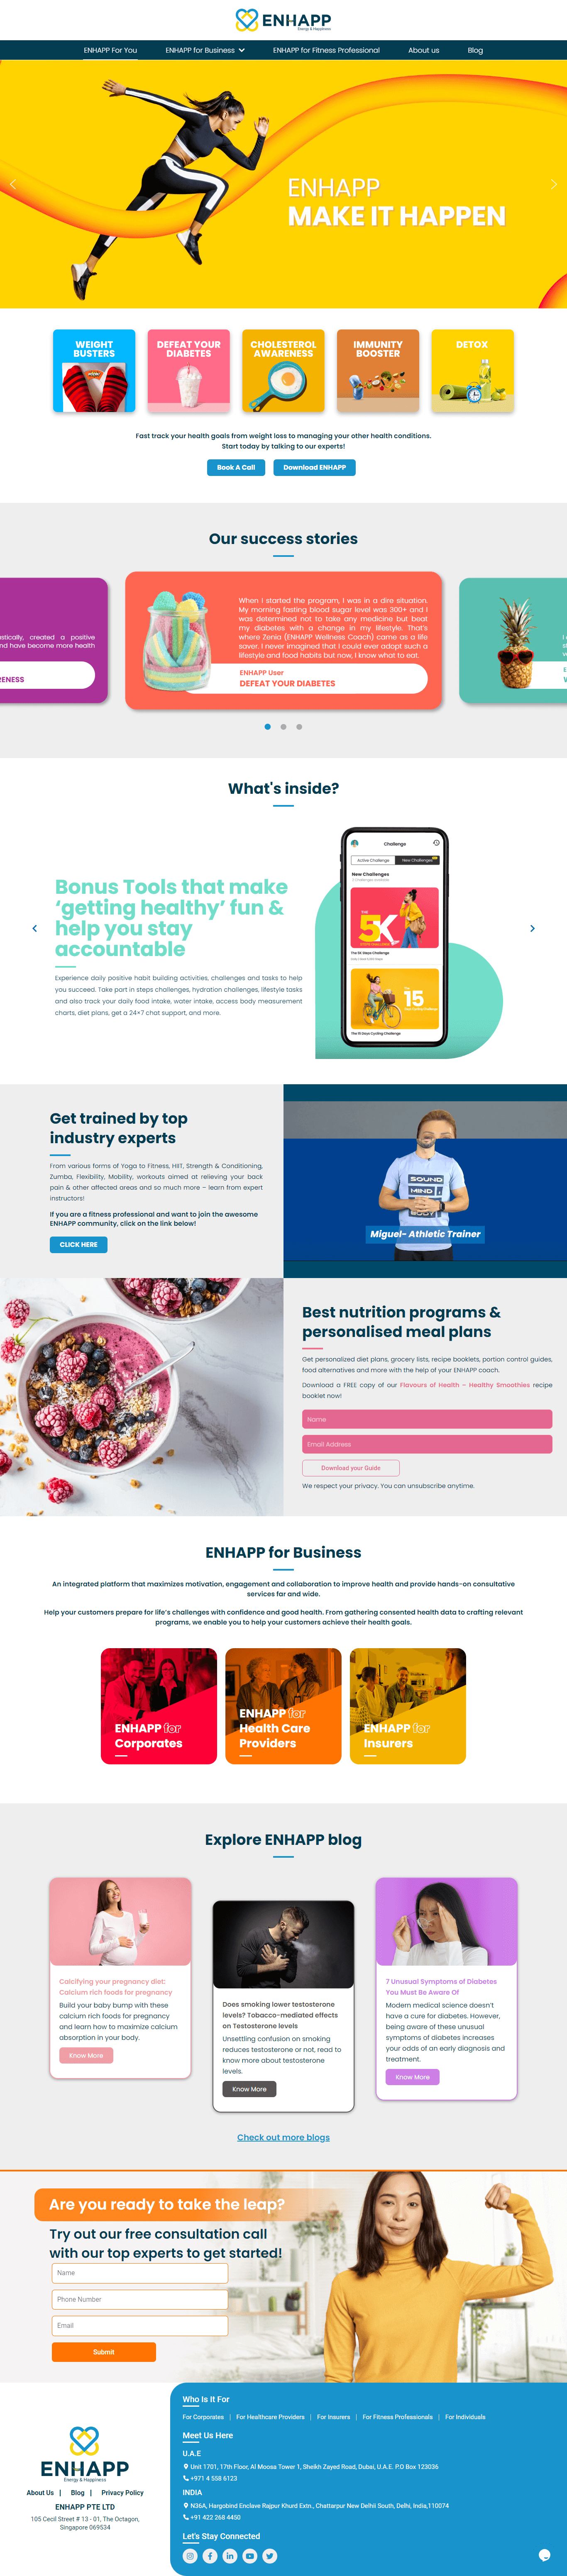 ENHAPP
Energy & Happiness
ENHAPP For You
ENHAPP for Business
ENHAPP for Fitness Professional
About us
Blog
ENHAPP
MAKE IT HAPPEN
WEIGHT
BUSTERS
DEFEAT YOUR
DIABETES
CHOLESTEROL
AWARENESS
IMMUNITY
BOOSTER
DETOX
Fast track your health goals from weight loss to managing your other health conditions.
Start today by talking to our experts!
Book A Call
Download ENHAPP
Our success stories
astically, created a positive
nd have become more health
RENESS
When I started the program, I was in a dire situation.
My morning fasting blood sugar level was 300+ and I
was determined not to take any medicine but beat
my diabetes with a change in my lifestyle. That's
where Zonia (ENHAPP Wellness Coach) came as a life
saver. I never imagined that I could ever adopt such a
lifestyle and food habits but now, I know what to eat.
ENHAPP User
DEFEAT YOUR DIABETES
What's inside?
Bonus Tools that make
‘getting healthy’ fun &
help you stay
accountable
Experience daily positive habit building activities, challenges and tasks to help
you succeed. Take part in steps challenges, hydration challenges, lifestyle tasks
and also track your daily food intake, water intake, access body measurement
charts, diet plans, get a 24×7 chat support, and more.
Challenge
Active Challenge
New Challenges
New Challenges
THE
5K
The 5K Steps Challenge
THE
15
The 15 Days Cycling Challenge
Get trained by top
industry experts
From various forms of Yoga to Fitness, HIIT, Strength & Conditioning,
Zumba, Flexibility, Mobility, workouts aimed at relieving your back
pain & other affected areas and so much more – learn from expert
instructors!
If you are a fitness professional and want to join the awesome
ENHAPP community, click on the link below!
CLICK HERE
SOUND
MIND
BODY
Miguel- Athletic Trainer
Best nutrition programs &
personalised meal plans
Get personalized diet plans, grocery lists, recipe booklets, portion control guides,
food alternatives and more with the help of your ENHAPP coach.
Download a FREE copy of our Flavours of Health – Healthy Smoothies recipe
booklet now!
Name
Email Address
Download your Guide
We respect your privacy. You can unsubscribe anytime.
ENHAPP for Business
An integrated platform that maximizes motivation, engagement and collaboration to improve health and provide hands-on consultative
services far and wide.
Help your customers prepare for life’s challenges with confidence and good health. From gathering consented health data to crafting relevant
programs, we enable you to help your customers achieve their health goals.
ENHAPP for
Corporates
ENHAPP for
Health Care
Providers
ENHAPP for
Insurers
Explore ENHAPP blog
Calcifying your pregnancy diet:
Calcium rich foods for pregnancy
Build your baby bump with these
calcium rich foods for pregnancy
and learn how to maximize calcium
absorption in your body.
Know More
Does smoking lower testosterone
levels? Tobacco-mediated effects
on Testosterone levels
Unsettling confusion on smoking
reduces testosterone or not, read to
know more about testosterone
levels.
Know More
7 Unusual Symptoms of Diabetes
You Must Be Aware Of
Modern medical science doesn’t
have a cure for diabetes. However,
being aware of these unusual
symptoms of diabetes increases
your odds of an early diagnosis and
treatment.
Know More
Check out more blogs
Are you ready to take the leap?
Try out our free consultation call
with our top experts to get started!
Name
Phone Number
Email
Submit
ENHAPP
Energy & Happiness
About Us | Blog | Privacy Policy
ENHAPP PTE LTD
105 Cecil Street # 13 - 01, The Octagon,
Singapore 069534
Who Is It For
For Corporates | For Healthcare Providers | For Insurers | For Fitness Professionals | For Individuals
Meet Us Here
U.A.E
Unit 1701, 17th Floor, Al Moosa Tower 1, Sheikh Zayed Road, Dubai, U.A.E. P.O Box 123036
+971 4 558 6123
INDIA
N36A, Hargobind Enclave Rajpur Khurd Extn., Chattarpur New Delhii South, Delhi, India,110074
+91 422 268 4450
Let's Stay Connected